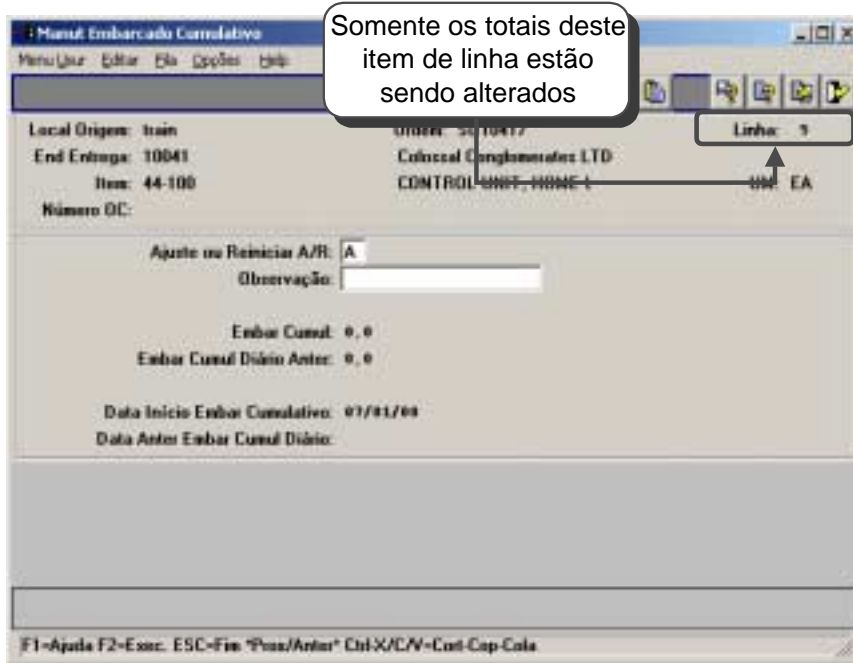 Manut Embarcado Cumulativo
Somente os totais deste
item de linha estão
sendo alterados
Menu Usr Editar Fila Opções Help
Local Origem: train Ordem: Linha:
End Entrega: 10041 Colossal Conglomerates LTD
Item: 44-100 CONTROL UNIT, HOME UM: EA
Número OC:
Ajuste ou Reiniciar A/R: A
Observação:
Embar Cumul: 0,0
Embar Cumul Diário Anter: 0,0
Data Início Embar Cumulativo: 07/01/00
Data Anter Embar Cumul Diário:
F1=Ajuda F2=Exec. ESC=Fim *Prox/Anter* Ctrl-X/C/V=Cort-Cop-Cola